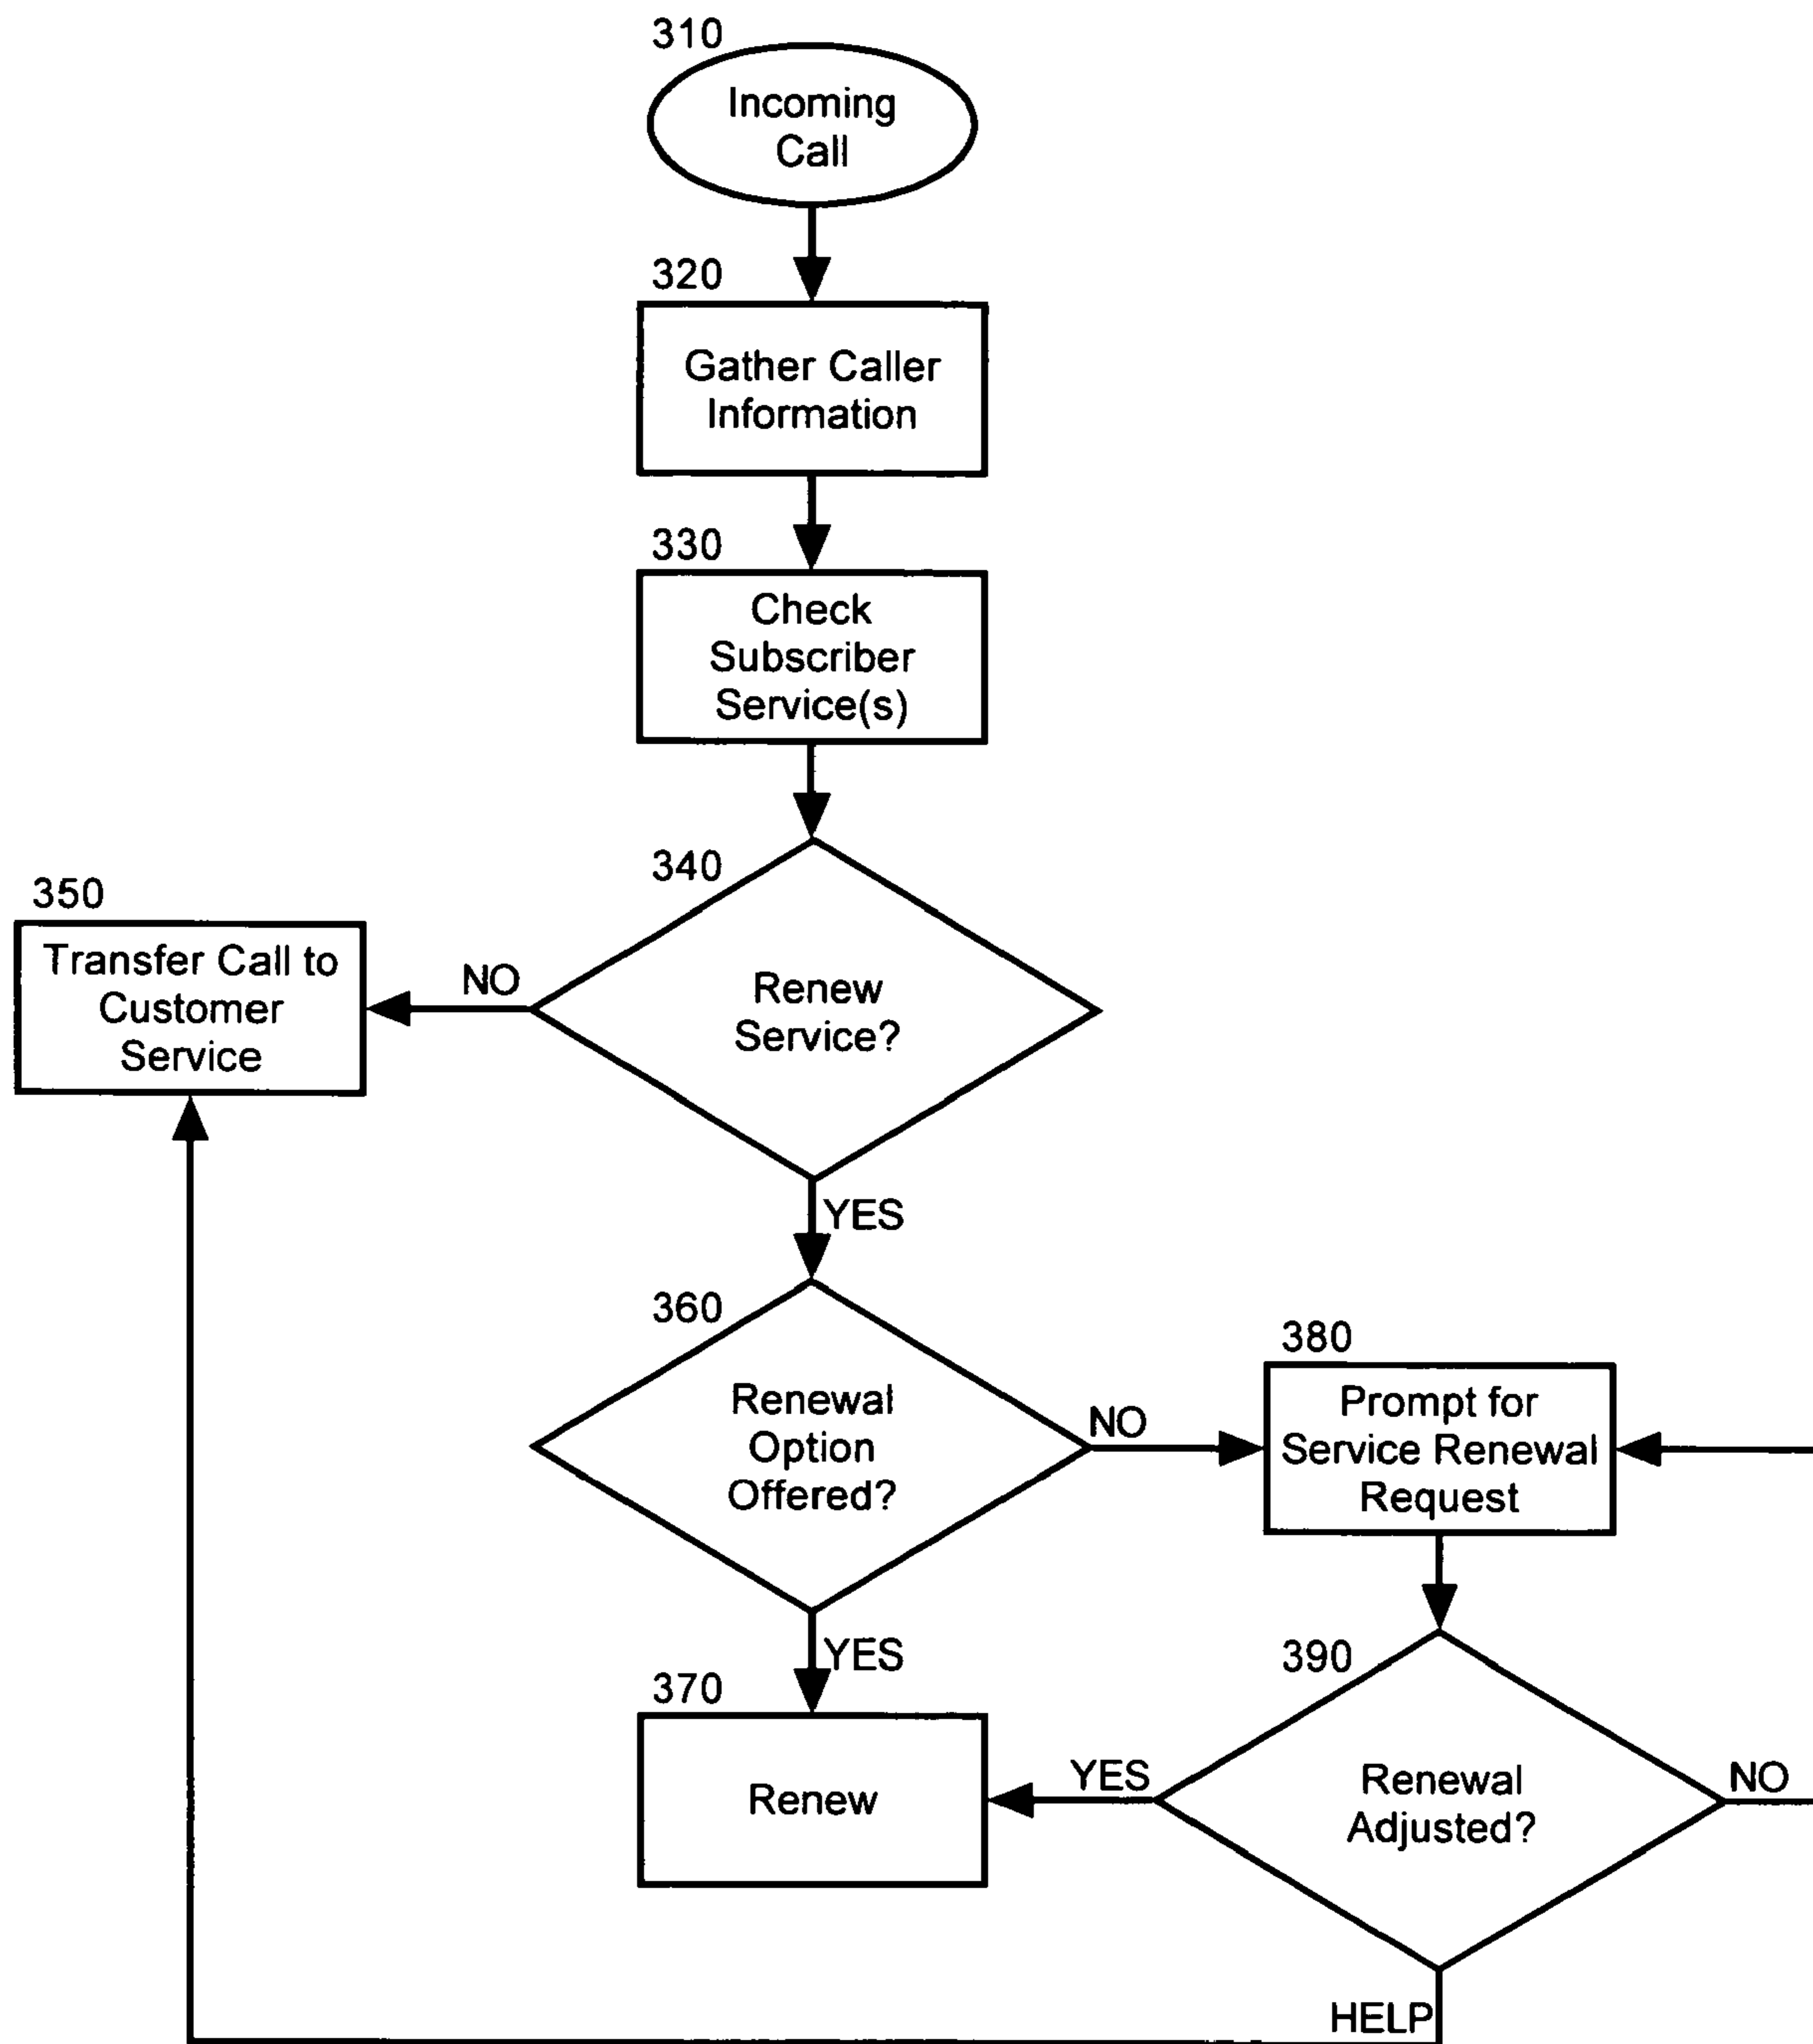 310
Incoming
Call
320
Gather Caller
Information
330
Check
Subscriber
Service(s)
340
Renew
Service?
350
Transfer Call to
Customer
Service
NO
YES
360
Renewal
Option
Offered?
NO
380
Prompt for
Service Renewal
Request
YES
370
Renew
390
Renewal
Adjusted?
YES
NO
HELP